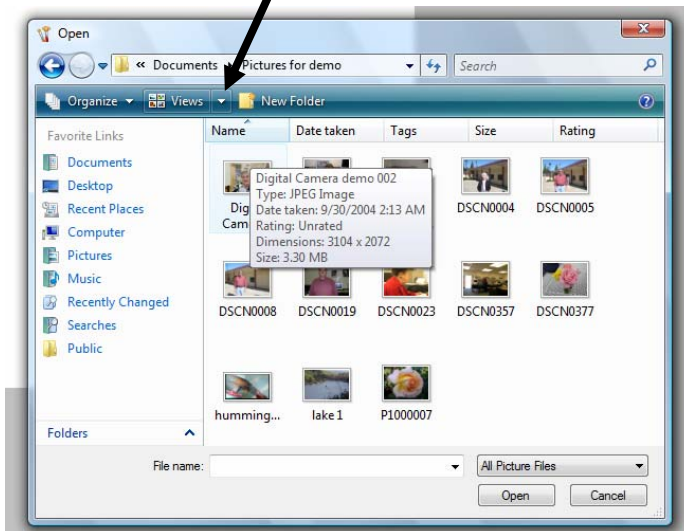 Open
« Documents ▸ Pictures for demo
Search
Organize
Views
New Folder
Favorite Links
Name
Date taken
Tags
Size
Rating
Documents
Desktop
Recent Places
Computer
Pictures
Music
Recently Changed
Searches
Public
Folders
Digital Camera demo 002
Type: JPEG Image
Date taken: 9/30/2004 2:13 AM
Rating: Unrated
Dimensions: 3104 x 2072
Size: 3.30 MB
Dig
Cam
DSCN0004
DSCN0005
DSCN0008
DSCN0019
DSCN0023
DSCN0357
DSCN0377
humming...
lake 1
P1000007
File name:
All Picture Files
Open
Cancel